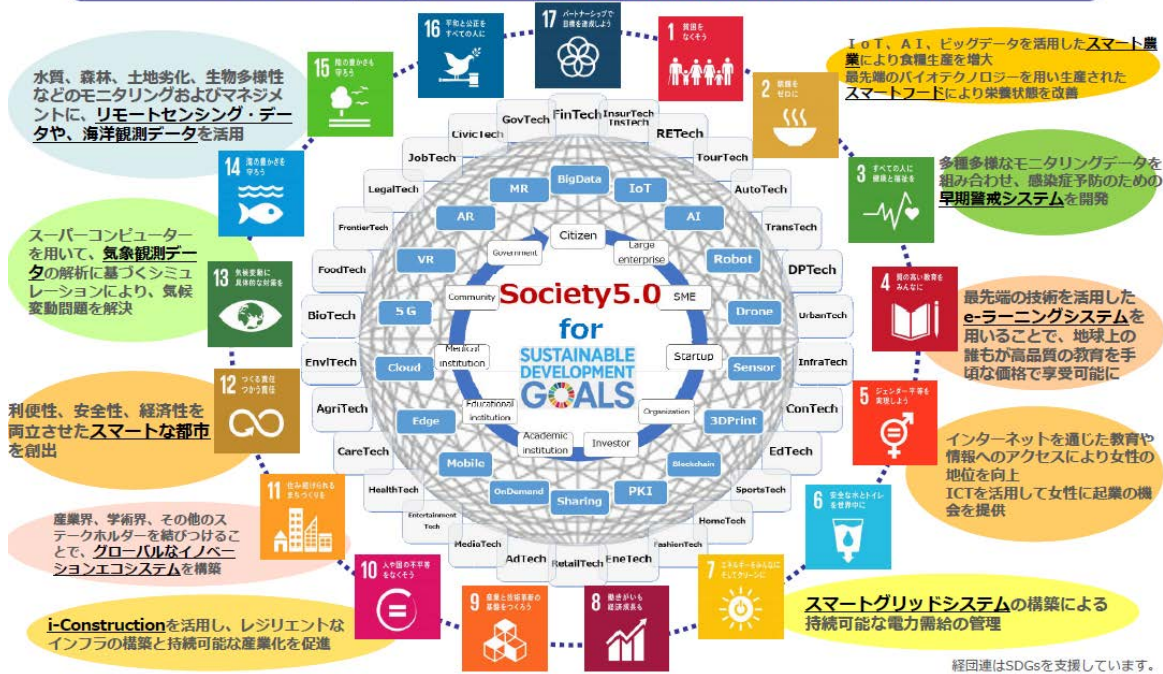 16 平和と公正を
すべての人に
17 パートナーシップで
目標を達成しよう
1 貧困を
なくそう
15 陸の豊かさも
守ろう
2 飢餓を
ゼロに
IoT、AI、ビッグデータを活用したスマート農
業により食糧生産を増大
最先端のバイオテクノロジーを用い生産された
スマートフードにより栄養状態を改善
水質、森林、土地劣化、生物多様性
などのモニタリングおよびマネジメ
ントに、リモートセンシング・デー
タや、海洋観測データを活用
14 海の豊かさを
守ろう
3 すべての人に
健康と福祉を
多種多様なモニタリングデータを
組み合わせ、感染症予防のための
早期警戒システムを開発
スーパーコンピューター
を用いて、気象観測デー
タの解析に基づくシミュ
レーションにより、気候
変動問題を解決
13 気候変動に
具体的な対策を
4 質の高い教育を
みんなに
最先端の技術を活用した
e-ラーニングシステムを
用いることで、地球上の
誰もが高品質の教育を手
頃な価格で享受可能に
12 つくる責任
つかう責任
5 ジェンダー平等を
実現しよう
利便性、安全性、経済性を
両立させたスマートな都市
を創出
インターネットを通じた教育や
情報へのアクセスにより女性の
地位を向上
ICTを活用して女性に起業の機
会を提供
11 住み続けられる
まちづくりを
6 安全な水とトイレ
を世界中に
産業界、学術界、その他のス
テークホルダーを結びつけるこ
とで、グローバルなイノベー
ションエコシステムを構築
10 人や国の不平等
をなくそう
9 産業と技術革新の
基盤をつくろう
8 働きがいも
経済成長も
7 エネルギーをみんなに
そしてクリーンに
i-Constructionを活用し、レジリエントな
インフラの構築と持続可能な産業化を促進
スマートグリッドシステムの構築による
持続可能な電力需給の管理
GovTech
FinTech
InsurTech
InsTech
RETech
TourTech
AutoTech
TransTech
DPTech
UrbanTech
InfraTech
ConTech
EdTech
SportsTech
HomeTech
FashionTech
EneTech
RetailTech
AdTech
MediaTech
Entertainment
Tech
HealthTech
CareTech
AgriTech
EnviTech
BioTech
FoodTech
FrontierTech
LegalTech
JobTech
CivicTech
BigData
IoT
AI
Robot
Drone
Sensor
3DPrint
Blockchain
PKI
Sharing
OnDemand
Mobile
Edge
Cloud
5G
VR
AR
MR
Citizen
Large
enterprise
SME
Startup
Organization
Investor
Academic
institution
Educational
institution
Medical
institution
Community
Government
Society5.0
for
SUSTAINABLE
DEVELOPMENT
GOALS
経団連はSDGsを支援しています。